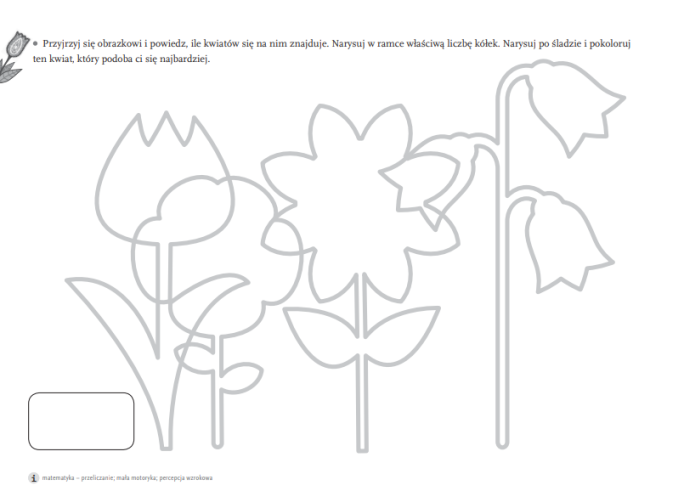 Przyjrzyj się obrazkowi i powiedz, ile kwiatów się na nim znajduje. Narysuj w ramce właściwą liczbę kółek. Narysuj po śladzie i pokoloruj
ten kwiat, który podoba ci się najbardziej.
i matematyka – przeliczanie; mała motoryka; percepcja wzrokowa